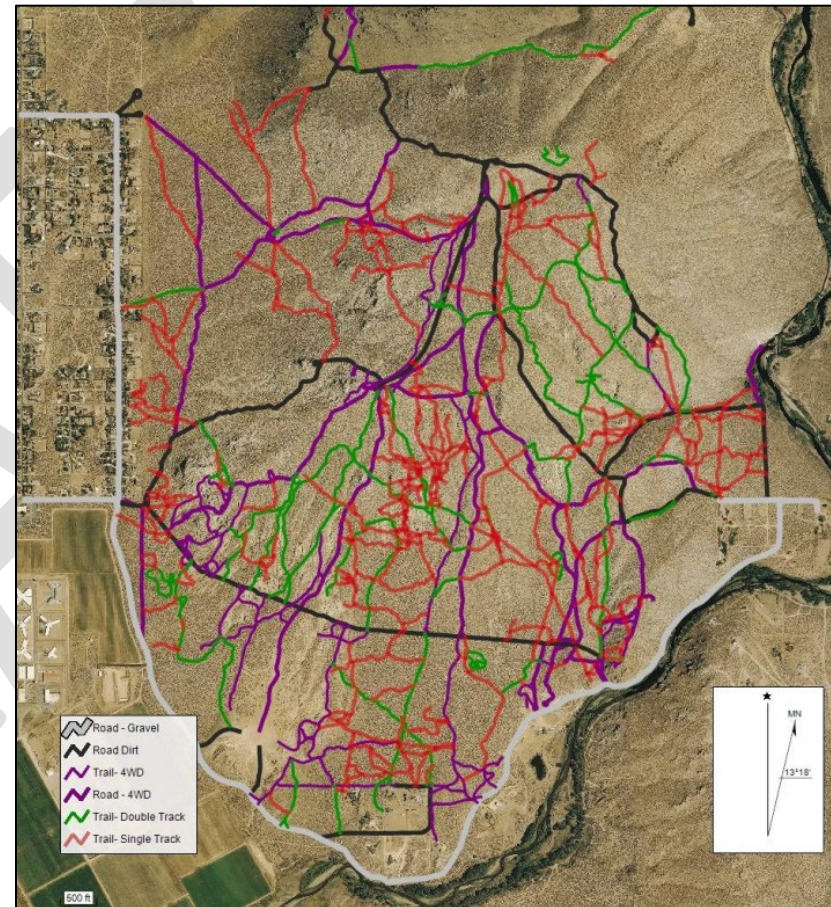 Road - Gravel
Road Dirt
Trail- 4WD
Road - 4WD
Trail- Double Track
Trail- Single Track
MN
13°18'
500 ft